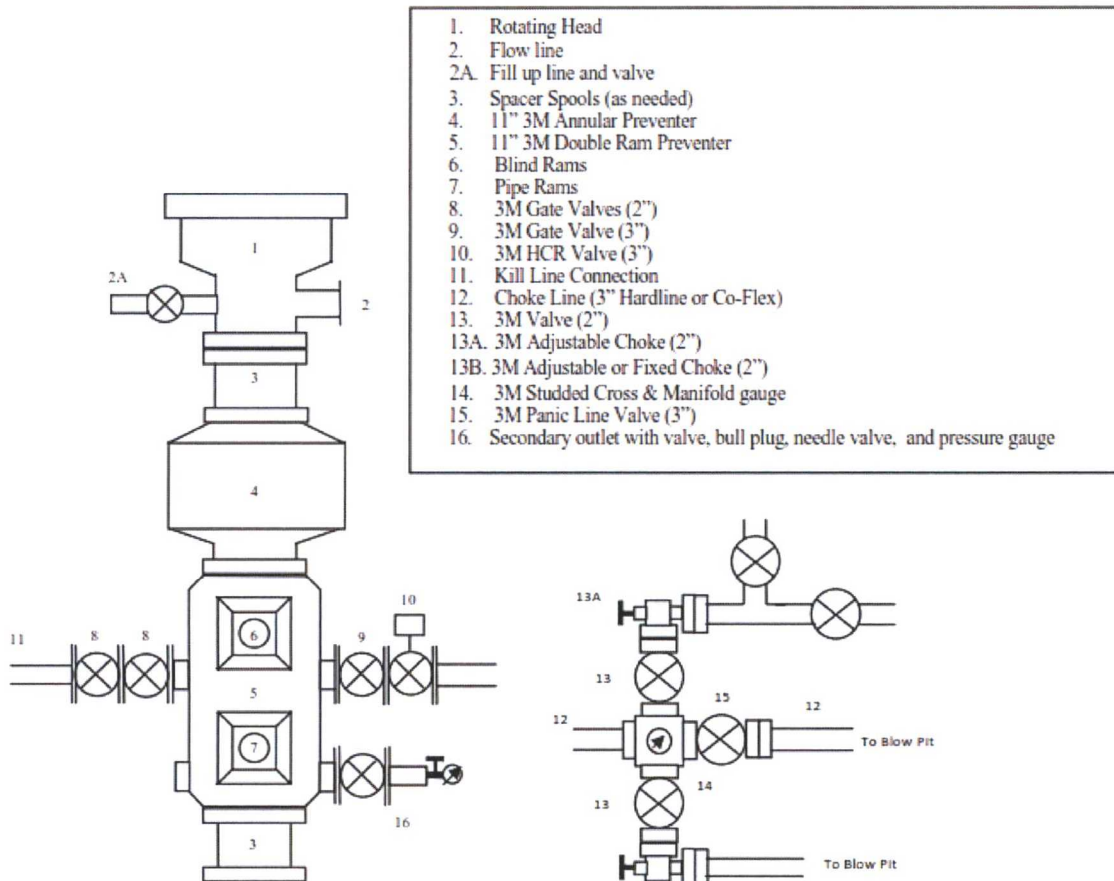 1. Rotating Head
2. Flow line
2A. Fill up line and valve
3. Spacer Spools (as needed)
4. 11” 3M Annular Preventer
5. 11” 3M Double Ram Preventer
6. Blind Rams
7. Pipe Rams
8. 3M Gate Valves (2”)
9. 3M Gate Valve (3”)
10. 3M HCR Valve (3”)
11. Kill Line Connection
12. Choke Line (3” Hardline or Co-Flex)
13. 3M Valve (2”)
13A. 3M Adjustable Choke (2”)
13B. 3M Adjustable or Fixed Choke (2”)
14. 3M Studded Cross & Manifold gauge
15. 3M Panic Line Valve (3”)
16. Secondary outlet with valve, bull plug, needle valve, and pressure gauge
1
2A
2
3
4
10
11
8
8
6
9
5
7
16
3
13A
13
15
12
12
To Blow Pit
14
13
To Blow Pit